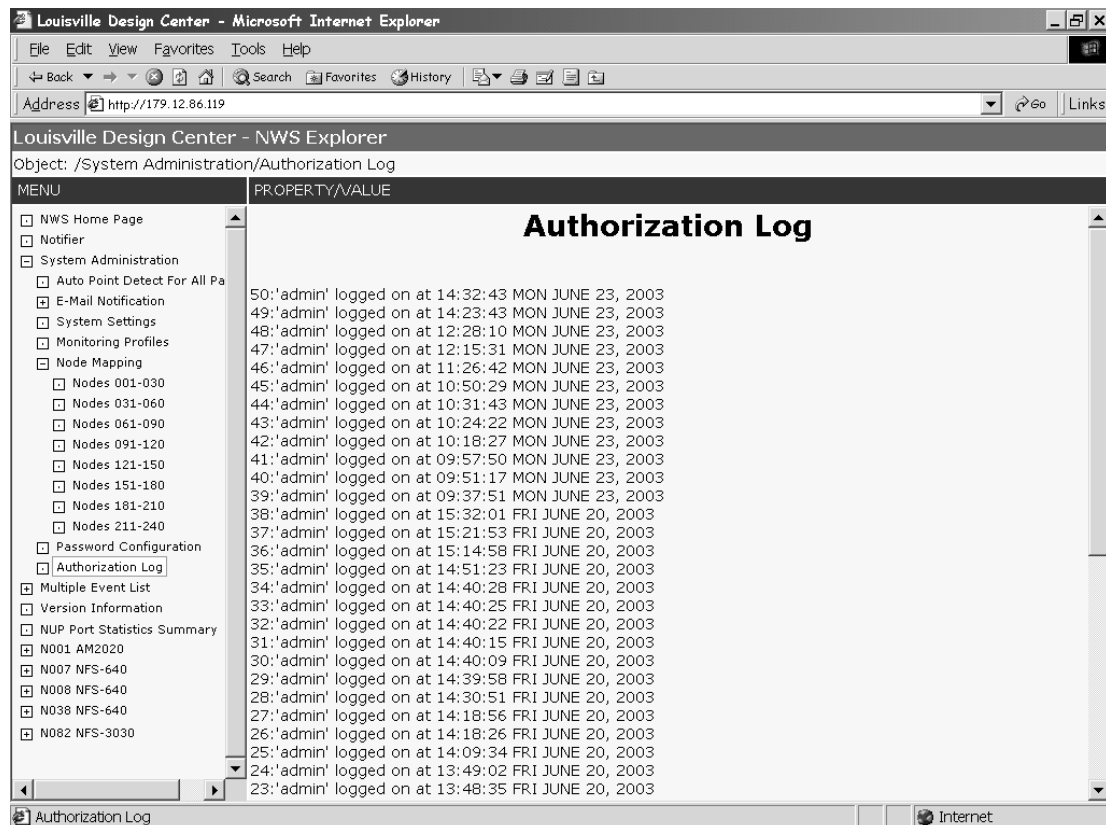 Louisville Design Center - Microsoft Internet Explorer
File Edit View Favorites Tools Help
Back Search Favorites History
Address http://179.12.86.119 Go Links
Louisville Design Center - NWS Explorer
Object: /System Administration/Authorization Log
MENU
NWS Home Page
Notifier
System Administration
Auto Point Detect For All Pa
E-Mail Notification
System Settings
Monitoring Profiles
Node Mapping
Nodes 001-030
Nodes 031-060
Nodes 061-090
Nodes 091-120
Nodes 121-150
Nodes 151-180
Nodes 181-210
Nodes 211-240
Password Configuration
Authorization Log
Multiple Event List
Version Information
NUP Port Statistics Summary
N001 AM2020
N007 NFS-640
N008 NFS-640
N038 NFS-640
N082 NFS-3030
PROPERTY/VALUE
Authorization Log
50:'admin' logged on at 14:32:43 MON JUNE 23, 2003
49:'admin' logged on at 14:23:43 MON JUNE 23, 2003
48:'admin' logged on at 12:28:10 MON JUNE 23, 2003
47:'admin' logged on at 12:15:31 MON JUNE 23, 2003
46:'admin' logged on at 11:26:42 MON JUNE 23, 2003
45:'admin' logged on at 10:50:29 MON JUNE 23, 2003
44:'admin' logged on at 10:31:43 MON JUNE 23, 2003
43:'admin' logged on at 10:24:22 MON JUNE 23, 2003
42:'admin' logged on at 10:18:27 MON JUNE 23, 2003
41:'admin' logged on at 09:57:50 MON JUNE 23, 2003
40:'admin' logged on at 09:51:17 MON JUNE 23, 2003
39:'admin' logged on at 09:37:51 MON JUNE 23, 2003
38:'admin' logged on at 15:32:01 FRI JUNE 20, 2003
37:'admin' logged on at 15:21:53 FRI JUNE 20, 2003
36:'admin' logged on at 15:14:58 FRI JUNE 20, 2003
35:'admin' logged on at 14:51:23 FRI JUNE 20, 2003
34:'admin' logged on at 14:40:28 FRI JUNE 20, 2003
33:'admin' logged on at 14:40:25 FRI JUNE 20, 2003
32:'admin' logged on at 14:40:22 FRI JUNE 20, 2003
31:'admin' logged on at 14:40:15 FRI JUNE 20, 2003
30:'admin' logged on at 14:40:09 FRI JUNE 20, 2003
29:'admin' logged on at 14:39:58 FRI JUNE 20, 2003
28:'admin' logged on at 14:30:51 FRI JUNE 20, 2003
27:'admin' logged on at 14:18:56 FRI JUNE 20, 2003
26:'admin' logged on at 14:18:26 FRI JUNE 20, 2003
25:'admin' logged on at 14:09:34 FRI JUNE 20, 2003
24:'admin' logged on at 13:49:02 FRI JUNE 20, 2003
23:'admin' logged on at 13:48:35 FRI JUNE 20, 2003
Authorization Log Internet